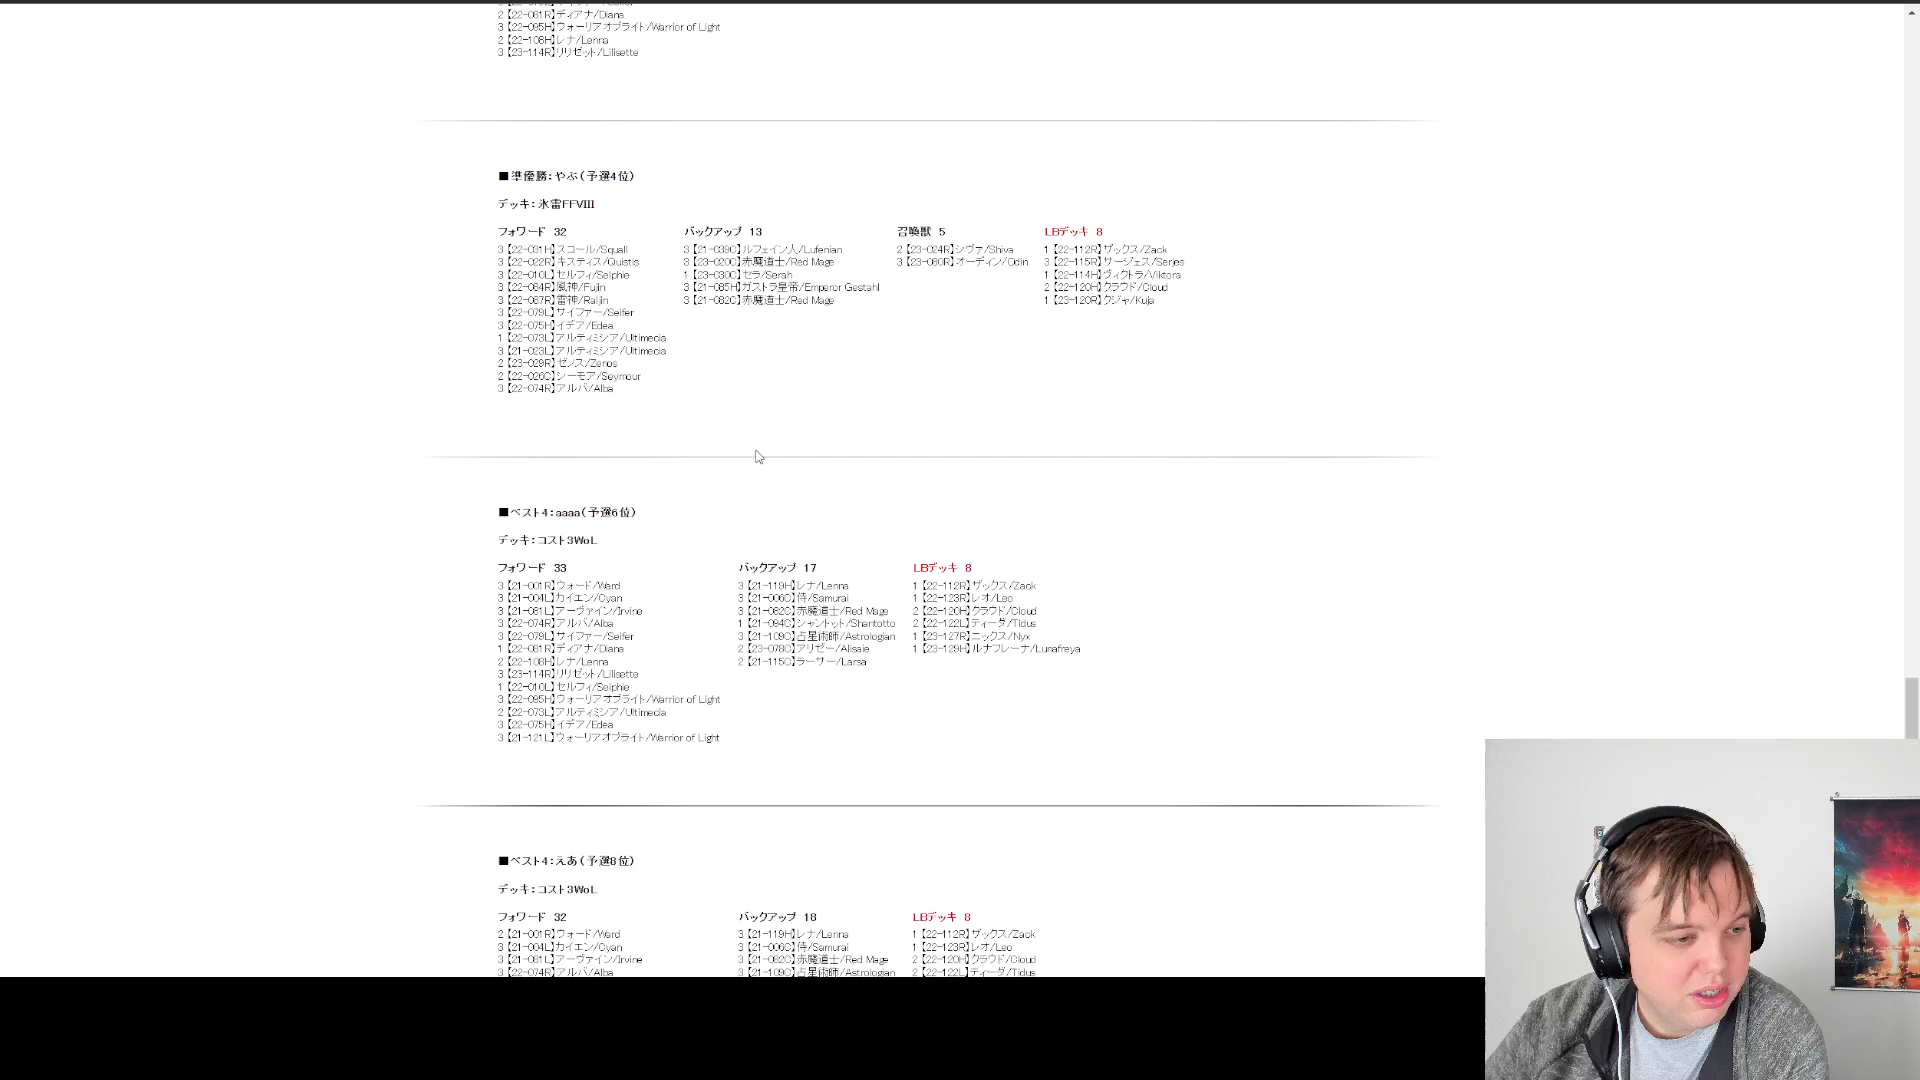 2【22-081R】ディアナ/Diana
3【22-095H】ウォーリアオブライト/Warrior of Light
2【22-108H】レナ/Lenna
3【23-114R】リリゼット/Lilisette
■準優勝：やぶ（予選4位）
デッキ：氷雷FFVIII
フォワード 32
3【22-031H】スコール/Squall
3【22-022R】キスティス/Quistis
3【22-010L】セルフィ/Selphie
3【22-084R】風神/Fujin
3【22-087R】雷神/Raijin
3【22-079L】サイファー/Seifer
3【22-075H】イデア/Edea
1【22-073L】アルティミシア/Ultimecia
3【21-023L】アルティミシア/Ultimecia
2【23-029R】ゼノス/Zenos
2【22-026C】シーモア/Seymour
3【22-074R】アルバ/Alba
バックアップ 13
3【21-039C】ルフェイン人/Lufenian
3【23-020C】赤魔道士/Red Mage
1【23-030C】セラ/Serah
3【21-085H】ガストラ皇帝/Emperor Gestahl
3【21-082C】赤魔道士/Red Mage
召喚獣 5
2【23-024R】シヴァ/Shiva
3【23-080R】オーディン/Odin
LBデッキ 8
1【22-112R】ザックス/Zack
3【22-115R】サージェス/Serjes
1【22-114H】ヴィクトラ/Viktora
2【22-120H】クラウド/Cloud
1【23-120R】クジャ/Kuja
■ベスト4：aaaa（予選6位）
デッキ：コスト3WoL
フォワード 33
3【21-001R】ウォード/Ward
3【21-004L】カイエン/Cyan
3【21-081L】アーヴァイン/Irvine
3【22-074R】アルバ/Alba
3【22-079L】サイファー/Seifer
1【22-081R】ディアナ/Diana
2【22-108H】レナ/Lenna
3【23-114R】リリゼット/Lilisette
1【22-010L】セルフィ/Selphie
3【22-095H】ウォーリアオブライト/Warrior of Light
2【22-073L】アルティミシア/Ultimecia
3【22-075H】イデア/Edea
3【21-121L】ウォーリアオブライト/Warrior of Light
バックアップ 17
3【21-119H】レナ/Lenna
3【21-006C】侍/Samurai
3【21-082C】赤魔道士/Red Mage
1【21-094C】シャントット/Shantotto
3【21-109C】占星術師/Astrologian
2【23-078C】アリゼー/Alisaie
2【21-115C】ラーサー/Larsa
LBデッキ 8
1【22-112R】ザックス/Zack
1【22-123R】レオ/Leo
2【22-120H】クラウド/Cloud
2【22-122L】ティーダ/Tidus
1【23-127R】ニックス/Nyx
1【23-129H】ルナフレーナ/Lunafreya
■ベスト4：えあ（予選8位）
デッキ：コスト3WoL
フォワード 32
2【21-001R】ウォード/Ward
3【21-004L】カイエン/Cyan
3【21-081L】アーヴァイン/Irvine
3【22-074R】アルバ/Alba
バックアップ 18
3【21-119H】レナ/Lenna
3【21-006C】侍/Samurai
3【21-082C】赤魔道士/Red Mage
3【21-109C】占星術師/Astrologian
LBデッキ 8
1【22-112R】ザックス/Zack
1【22-123R】レオ/Leo
2【22-120H】クラウド/Cloud
2【22-122L】ティーダ/Tidus